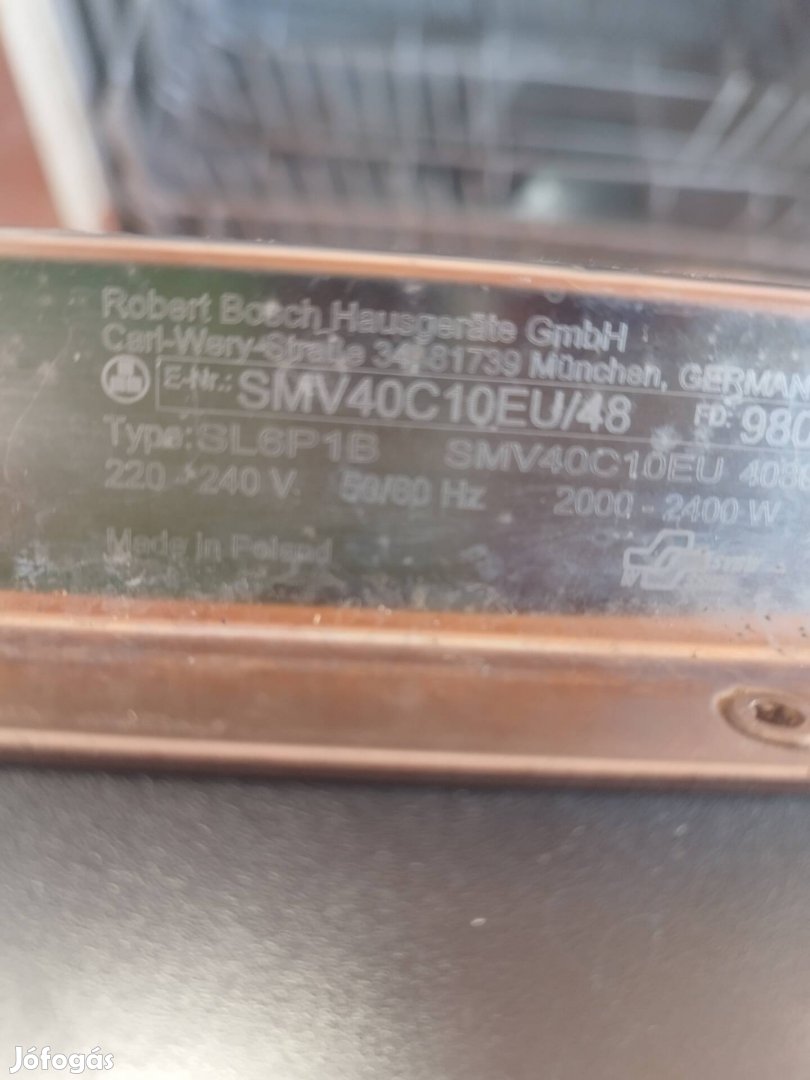 Robert Bosch Hausgeräte GmbH
Carl-Wery-Straße 34, 81739 München, GERMAN
E-Nr.: SMV40C10EU/48 FD: 980
Type: SL6P1B SMV40C10EU 403
220 - 240 V 50/60 Hz 2000 - 2400 W
Made in Poland
Jófogás